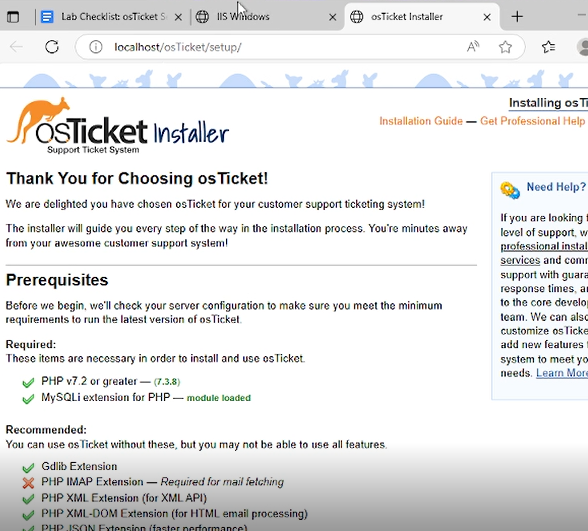 Lab Checklist: osTicket S
IIS Windows
osTicket Installer
localhost/osTicket/setup/
osTicket Installer
Support Ticket System
Installing osTi
Installation Guide — Get Professional Help
Thank You for Choosing osTicket!
We are delighted you have chosen osTicket for your customer support ticketing system!
The installer will guide you every step of the way in the installation process. You're minutes away
from your awesome customer support system!
Prerequisites
Before we begin, we'll check your server configuration to make sure you meet the minimum
requirements to run the latest version of osTicket.
Required:
These items are necessary in order to install and use osTicket.
PHP v7.2 or greater — (7.3.8)
MySQLi extension for PHP — module loaded
Recommended:
You can use osTicket without these, but you may not be able to use all features.
Gdlib Extension
PHP IMAP Extension — Required for mail fetching
PHP XML Extension (for XML API)
PHP XML-DOM Extension (for HTML email processing)
PHP JSON Extension (faster performance)
Need Help?
If you are looking f
level of support, w
professional instal
services and comm
support with guara
response times, an
to the core develop
team. We can also
customize osTicke
add new features t
system to meet yo
needs. Learn More